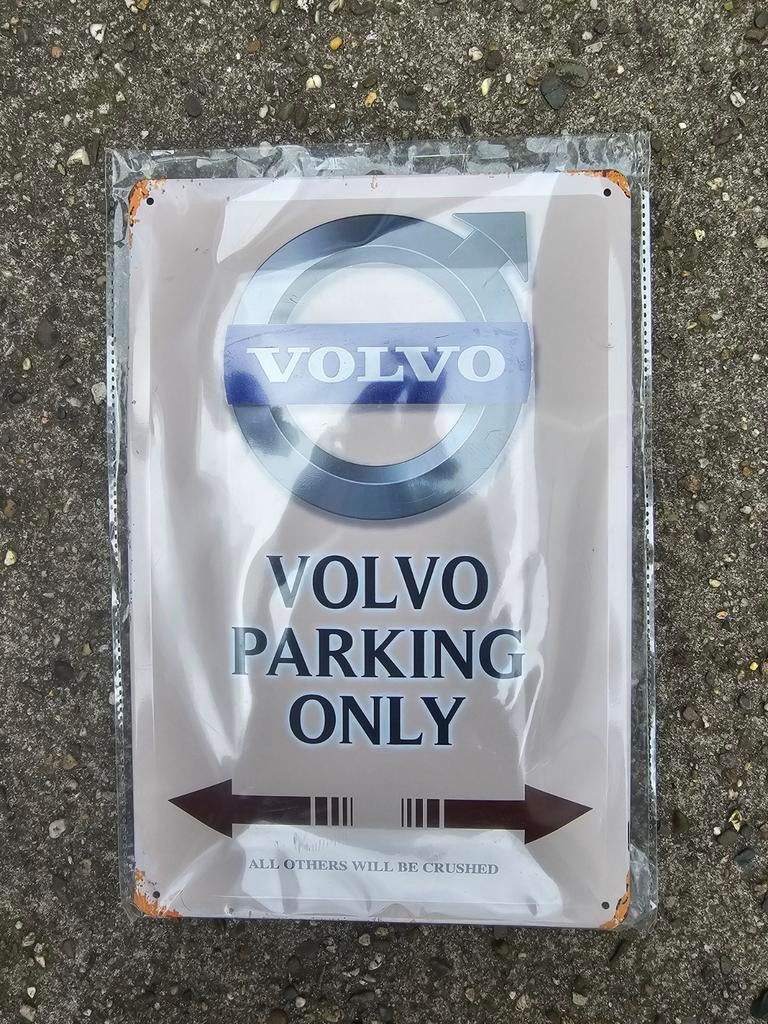 VOLVO
VOLVO
PARKING
ONLY
ALL OTHERS WILL BE CRUSHED